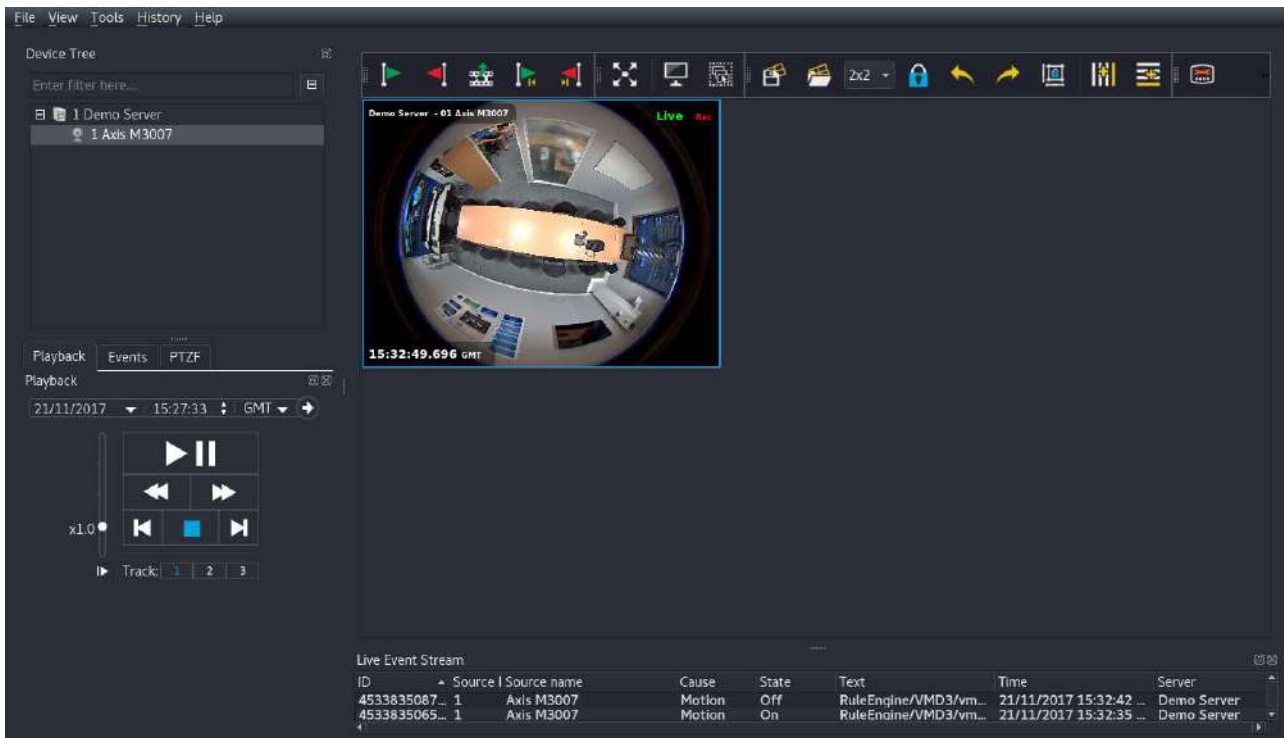 File View Tools History Help
Device Tree
Enter filter here...
1 Demo Server
1 Axis M3007
2x2
Demo Server - 01 Axis M3007 Live Rec
15:32:49.696 GMT
Playback Events PTZF
Playback
21/11/2017 15:27:33 GMT
x1.0
Track: 1 2 3
Live Event Stream
ID Source I Source name Cause State Text Time Server
4533835087... 1 Axis M3007 Motion Off RuleEngine/VMD3/vm... 21/11/2017 15:32:42 ... Demo Server
4533835065... 1 Axis M3007 Motion On RuleEngine/VMD3/vm... 21/11/2017 15:32:35 ... Demo Server